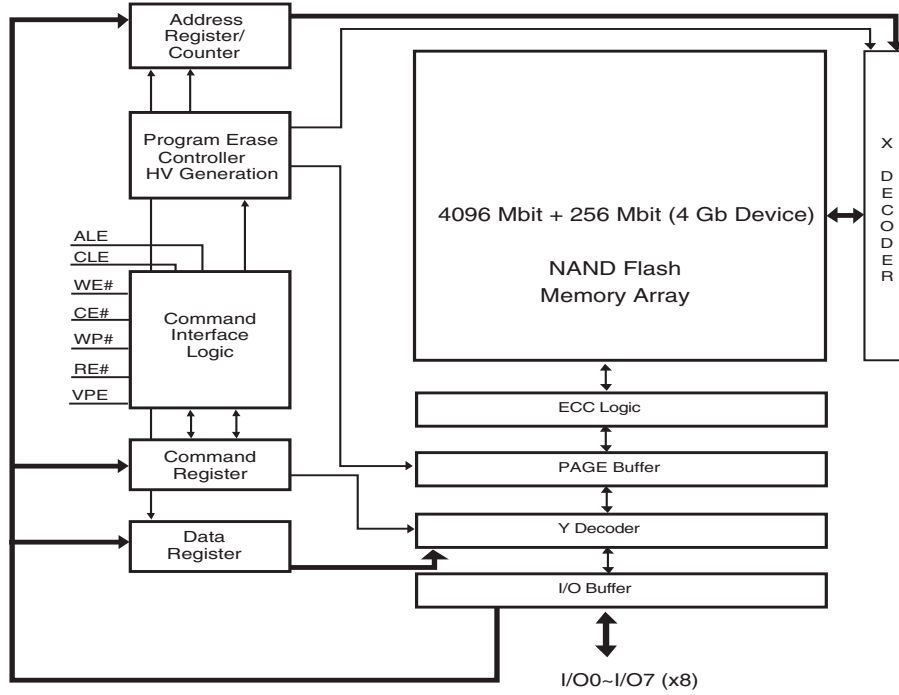 Address
Register/
Counter
Program Erase
Controller
HV Generation
ALE
CLE
WE#
CE#
WP#
RE#
VPE
Command
Interface
Logic
Command
Register
Data
Register
4096 Mbit + 256 Mbit (4 Gb Device)
NAND Flash
Memory Array
X
D
E
C
O
D
E
R
ECC Logic
PAGE Buffer
Y Decoder
I/O Buffer
I/O0~I/O7 (x8)